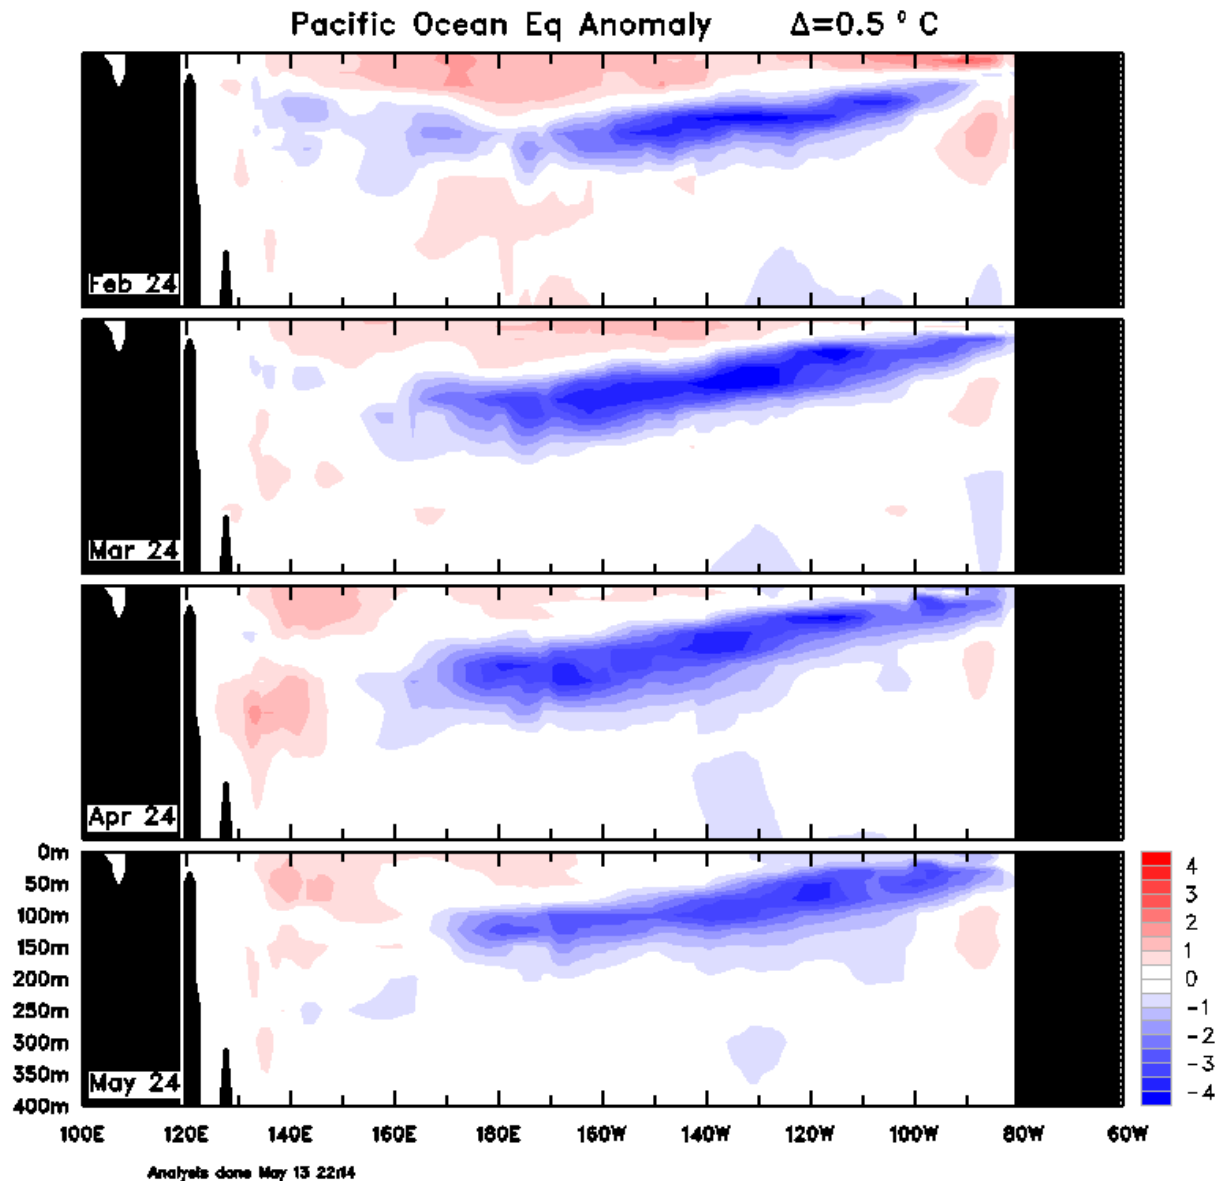 Pacific Ocean Eq Anomaly Δ=0.5 ° C
Feb 24
Mar 24
Apr 24
May 24
0m
50m
100m
150m
200m
250m
300m
350m
400m
100E 120E 140E 160E 180E 160W 140W 120W 100W 80W 60W
4
3
2
1
0
-1
-2
-3
-4
Analysis done May 13 22:14